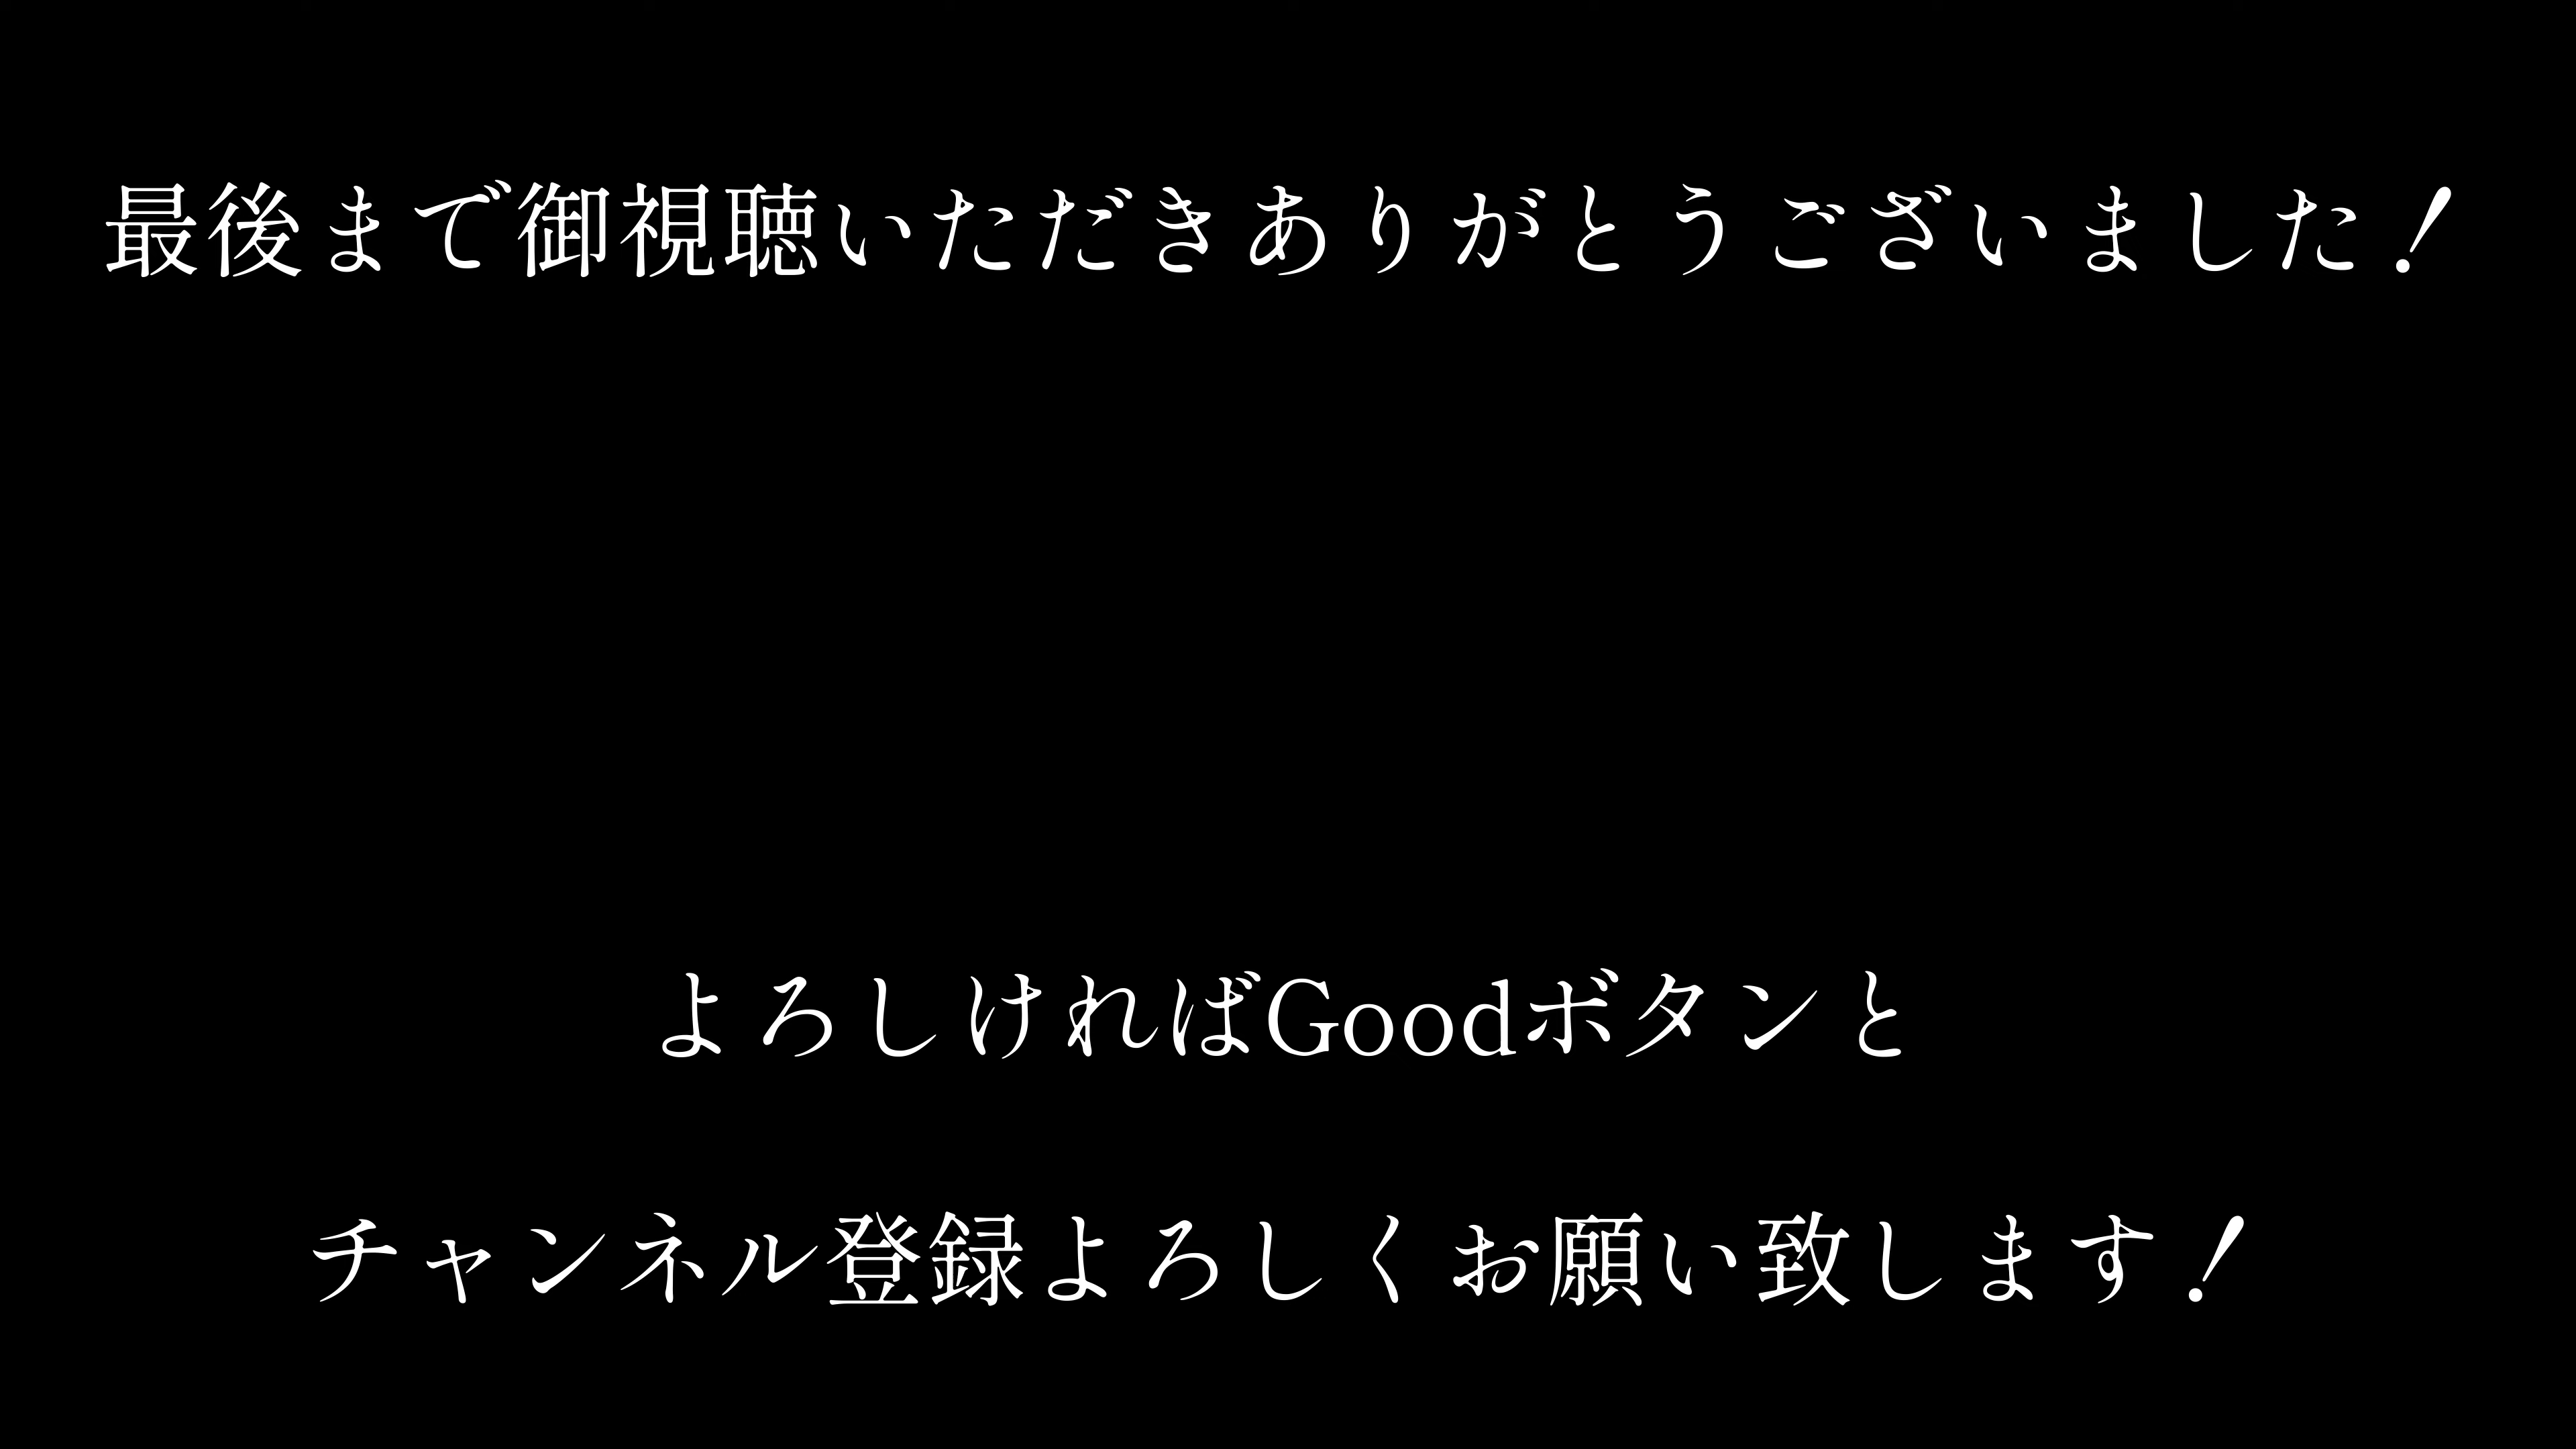 最後まで御視聴いただきありがとうございました！
よろしければGoodボタンと
チャンネル登録よろしくお願い致します！